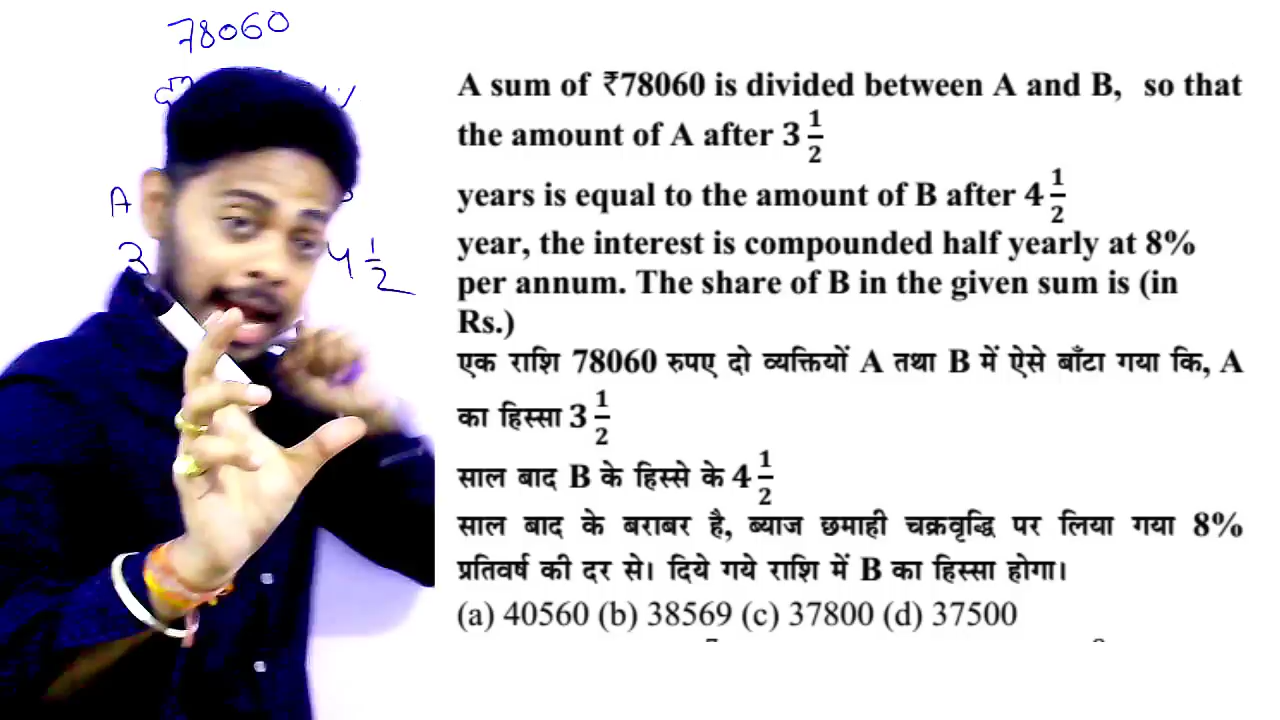 78060
A sum of ₹78060 is divided between A and B, so that
the amount of A after 3 1/2
years is equal to the amount of B after 4 1/2
year, the interest is compounded half yearly at 8%
per annum. The share of B in the given sum is (in
Rs.)
एक राशि 78060 रुपए दो व्यक्तियों A तथा B में ऐसे बाँटा गया कि, A
का हिस्सा 3 1/2
साल बाद B के हिस्से के 4 1/2
साल बाद के बराबर है, ब्याज छमाही चक्रवृद्धि पर लिया गया 8%
प्रतिवर्ष की दर से। दिये गये राशि में B का हिस्सा होगा।
(a) 40560 (b) 38569 (c) 37800 (d) 37500
A
3
4 1/2